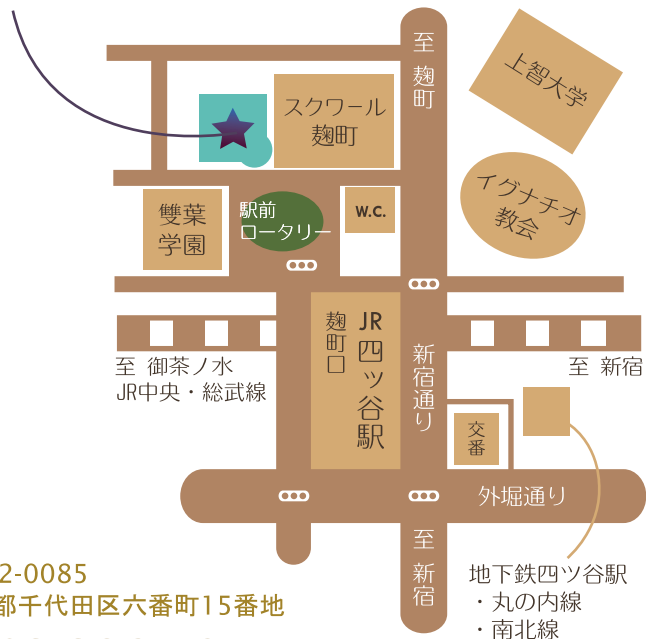 至 麹町
上智大学
スクワール
麹町
イグナチオ
教会
雙葉
学園
駅前
ロータリー
W.C.
JR 四ツ谷駅
麹町口
新宿通り
至 御茶ノ水
JR中央・総武線
至 新宿
交番
外堀通り
至 新宿
地下鉄四ツ谷駅
・丸の内線
・南北線
2-0085
都千代田区六番町15番地